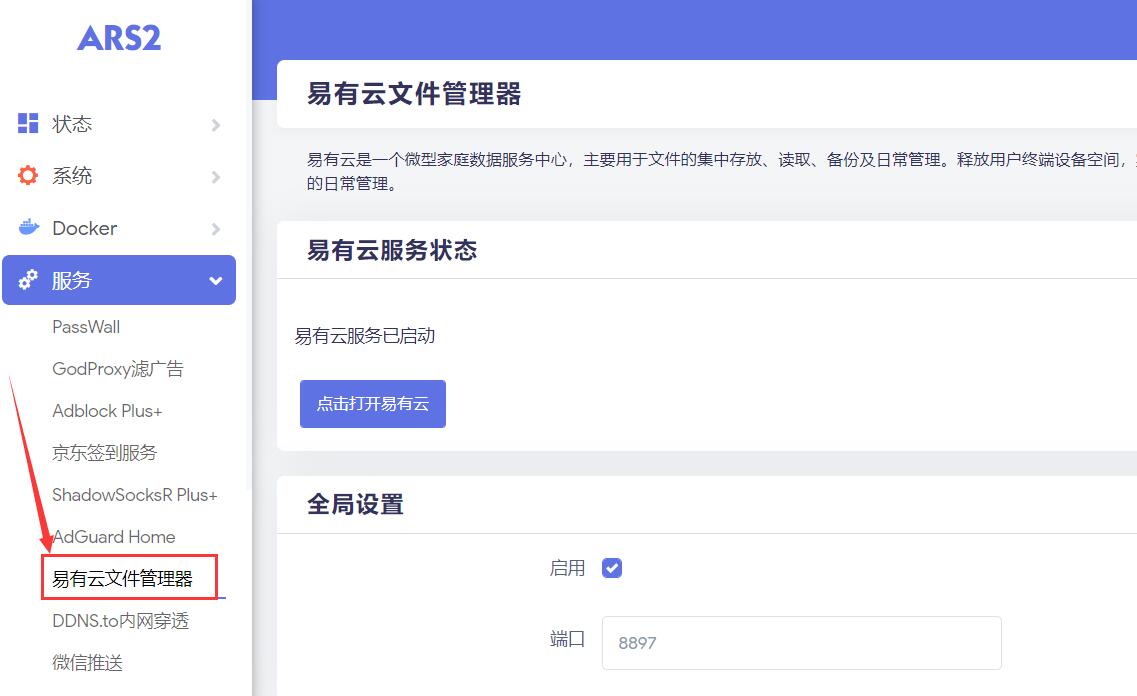 ARS2
状态
系统
Docker
服务
PassWall
GodProxy滤广告
Adblock Plus+
京东签到服务
ShadowSocksR Plus+
AdGuard Home
易有云文件管理器
DDNS.to内网穿透
微信推送
易有云文件管理器
易有云是一个微型家庭数据服务中心，主要用于文件的集中存放、读取、备份及日常管理。释放用户终端设备空间，
的日常管理。
易有云服务状态
易有云服务已启动
点击打开易有云
全局设置
启用
端口
8897